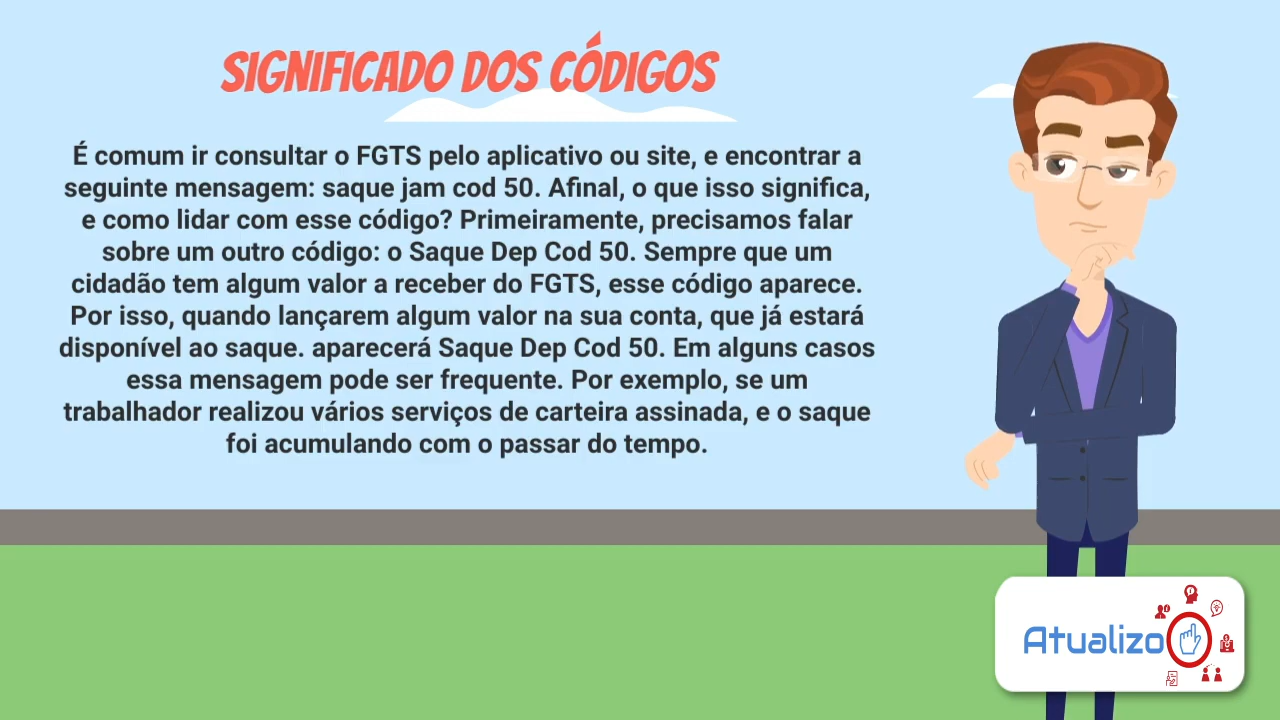 SIGNIFICADO DOS CÓDIGOS
É comum ir consultar o FGTS pelo aplicativo ou site, e encontrar a
seguinte mensagem: saque jam cod 50. Afinal, o que isso significa,
e como lidar com esse código? Primeiramente, precisamos falar
sobre um outro código: o Saque Dep Cod 50. Sempre que um
cidadão tem algum valor a receber do FGTS, esse código aparece.
Por isso, quando lançarem algum valor na sua conta, que já estará
disponível ao saque. aparecerá Saque Dep Cod 50. Em alguns casos
essa mensagem pode ser frequente. Por exemplo, se um
trabalhador realizou vários serviços de carteira assinada, e o saque
foi acumulando com o passar do tempo.
Atualizo